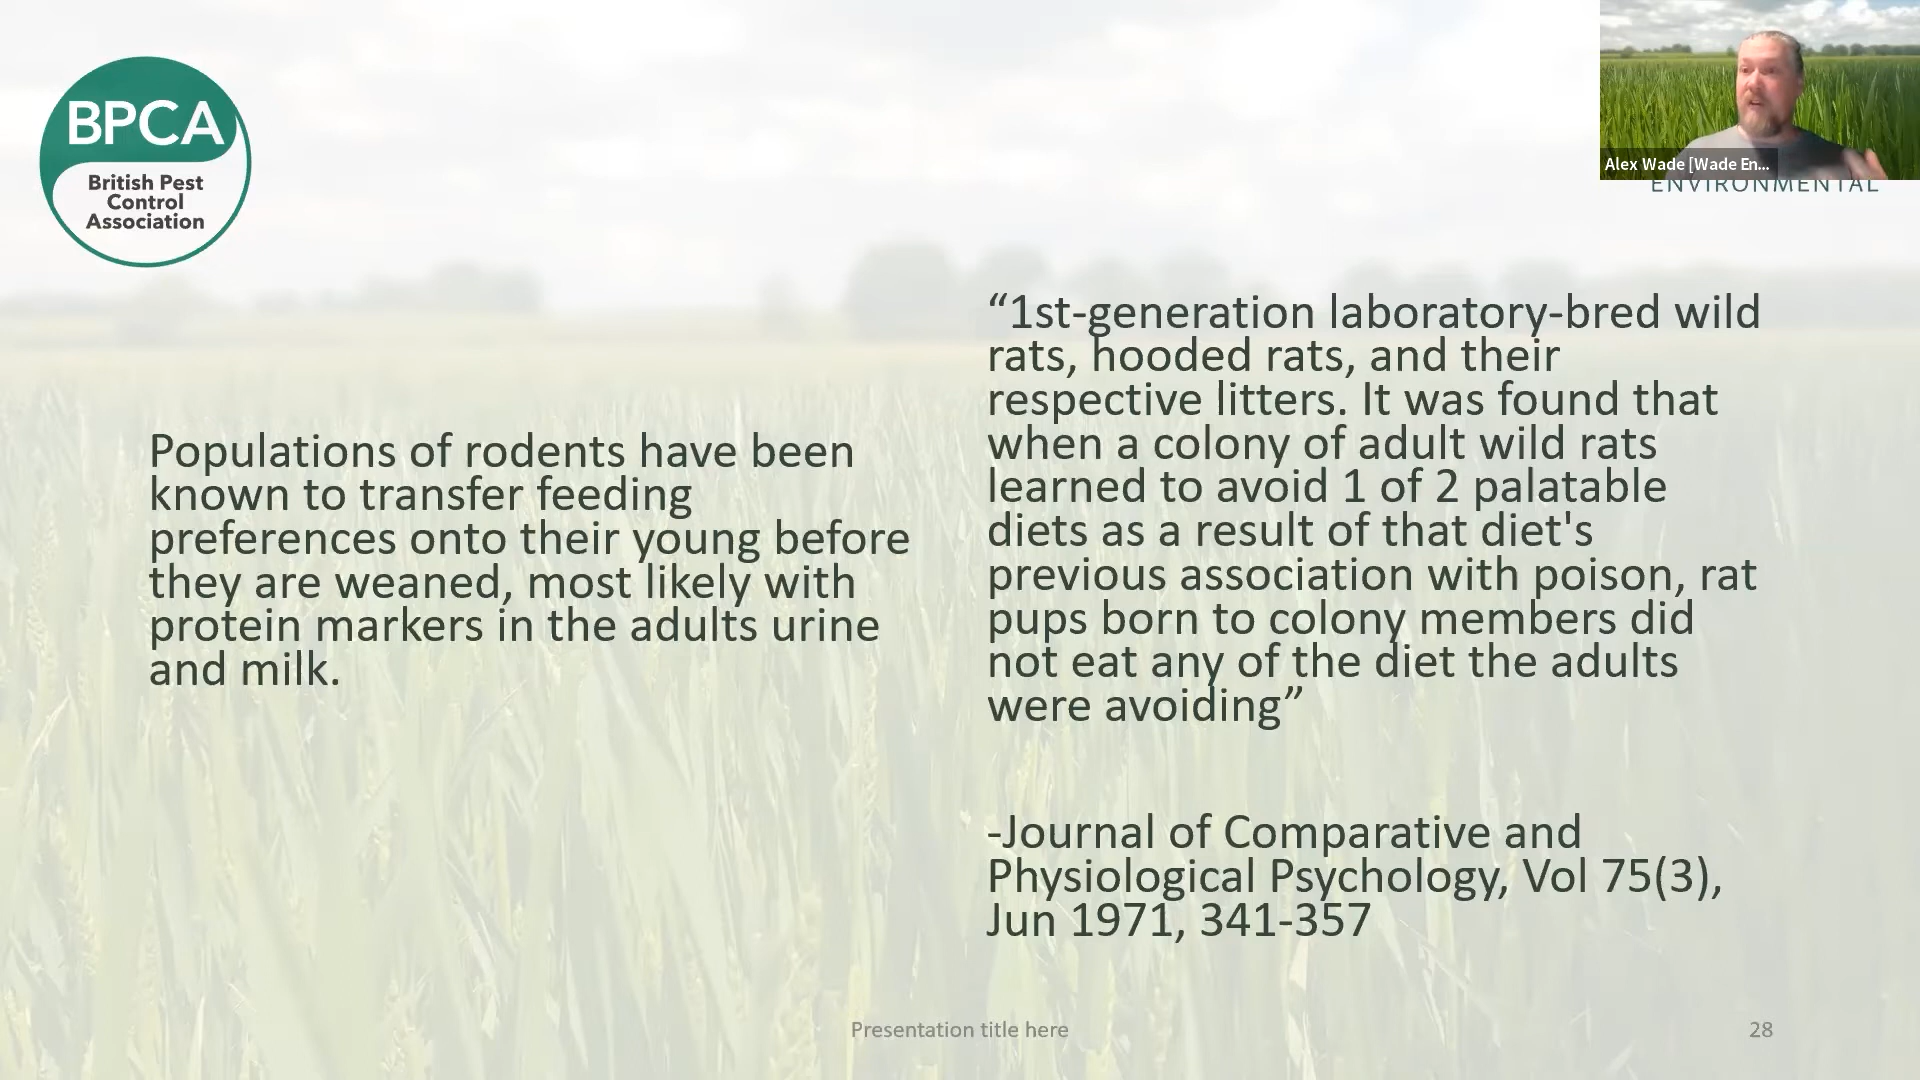 BPCA
British Pest
Control
Association
Alex Wade [Wade En...
ENVIRONMENTAL
Populations of rodents have been
known to transfer feeding
preferences onto their young before
they are weaned, most likely with
protein markers in the adults urine
and milk.
“1st-generation laboratory-bred wild
rats, hooded rats, and their
respective litters. It was found that
when a colony of adult wild rats
learned to avoid 1 of 2 palatable
diets as a result of that diet's
previous association with poison, rat
pups born to colony members did
not eat any of the diet the adults
were avoiding”
-Journal of Comparative and
Physiological Psychology, Vol 75(3),
Jun 1971, 341-357
Presentation title here
28